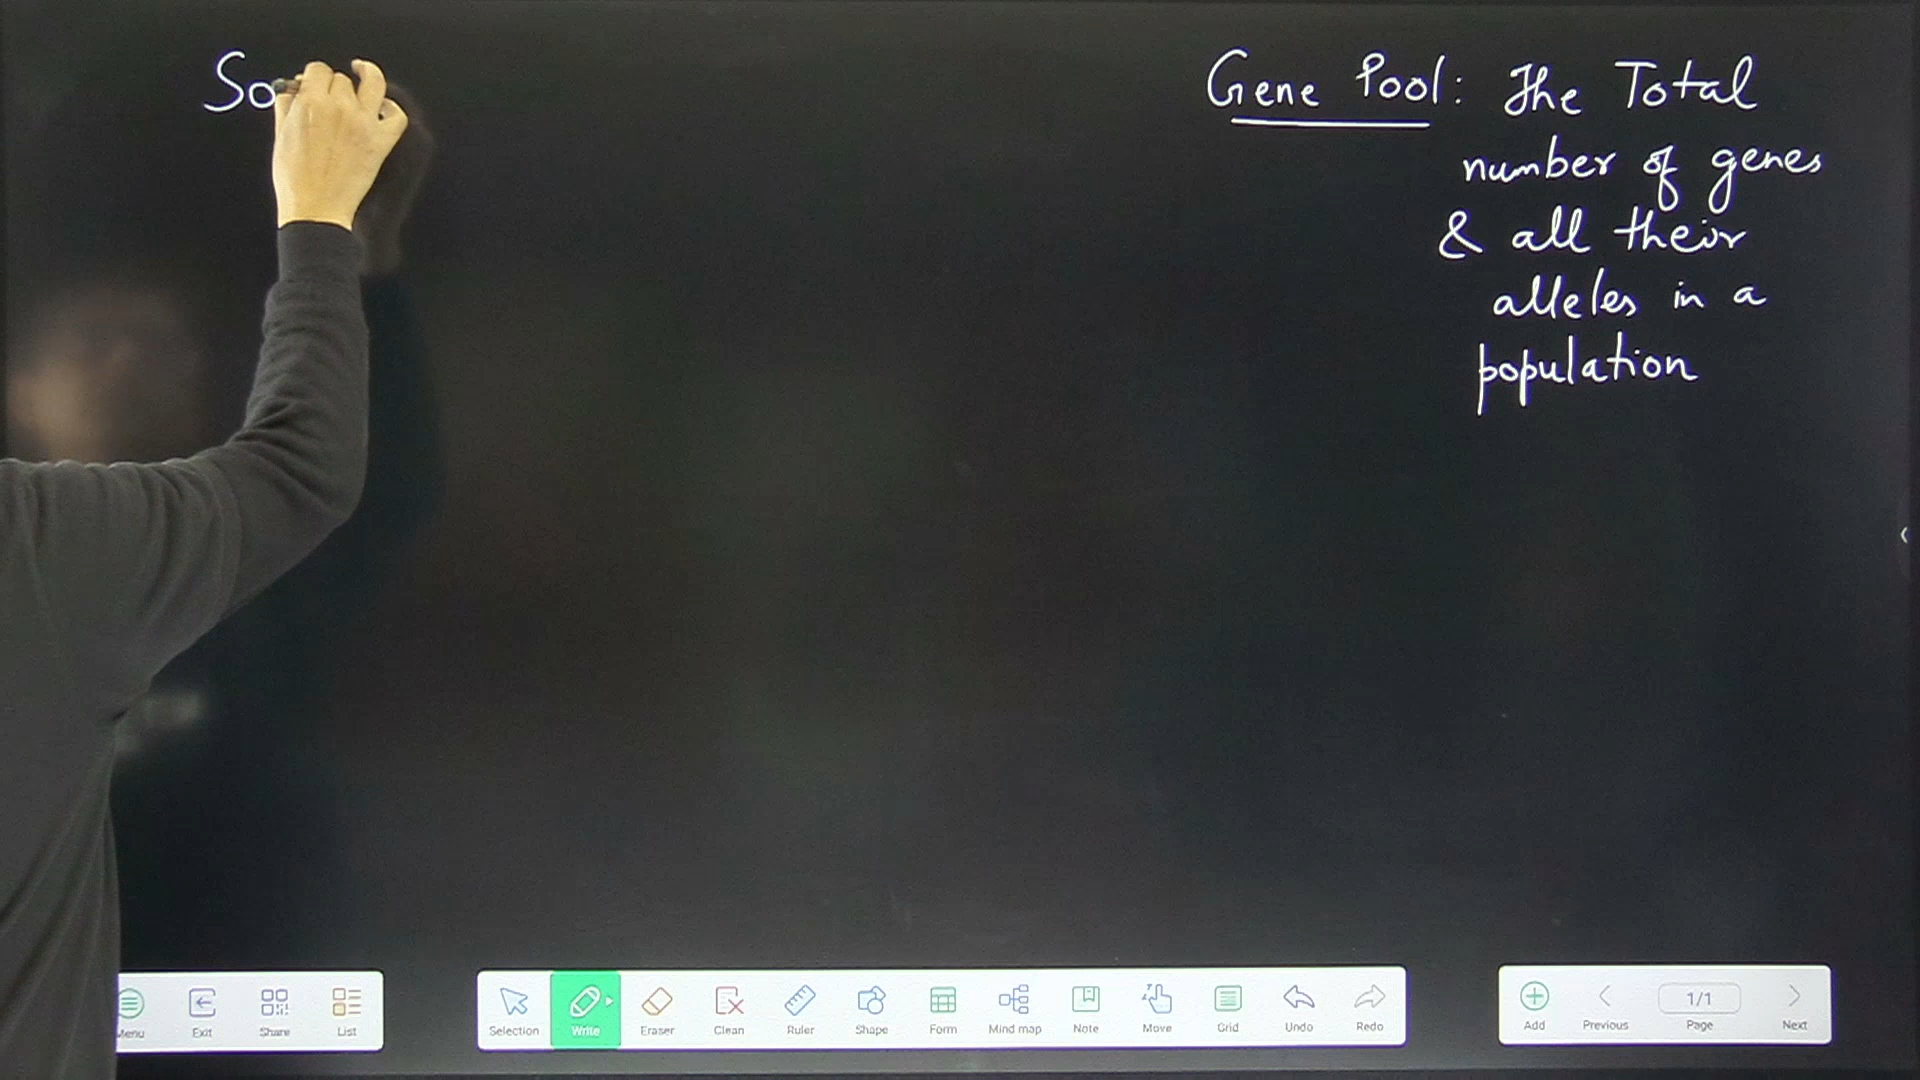 So
Gene Pool: The Total
number of genes
& all their
alleles in a
population
Menu Exit Share List
Selection Write Eraser Clean Ruler Shape Form Mind map Note Move Grid Undo Redo
Add Previous 1/1 Page Next